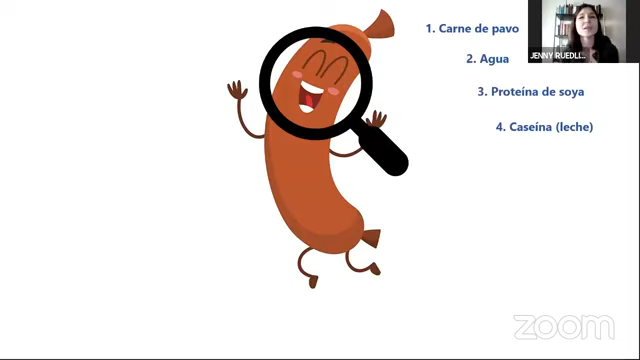 1. Carne de pavo
2. Agua
3. Proteína de soya
4. Caseína (leche)
JENNY RUEDLI...
zoom